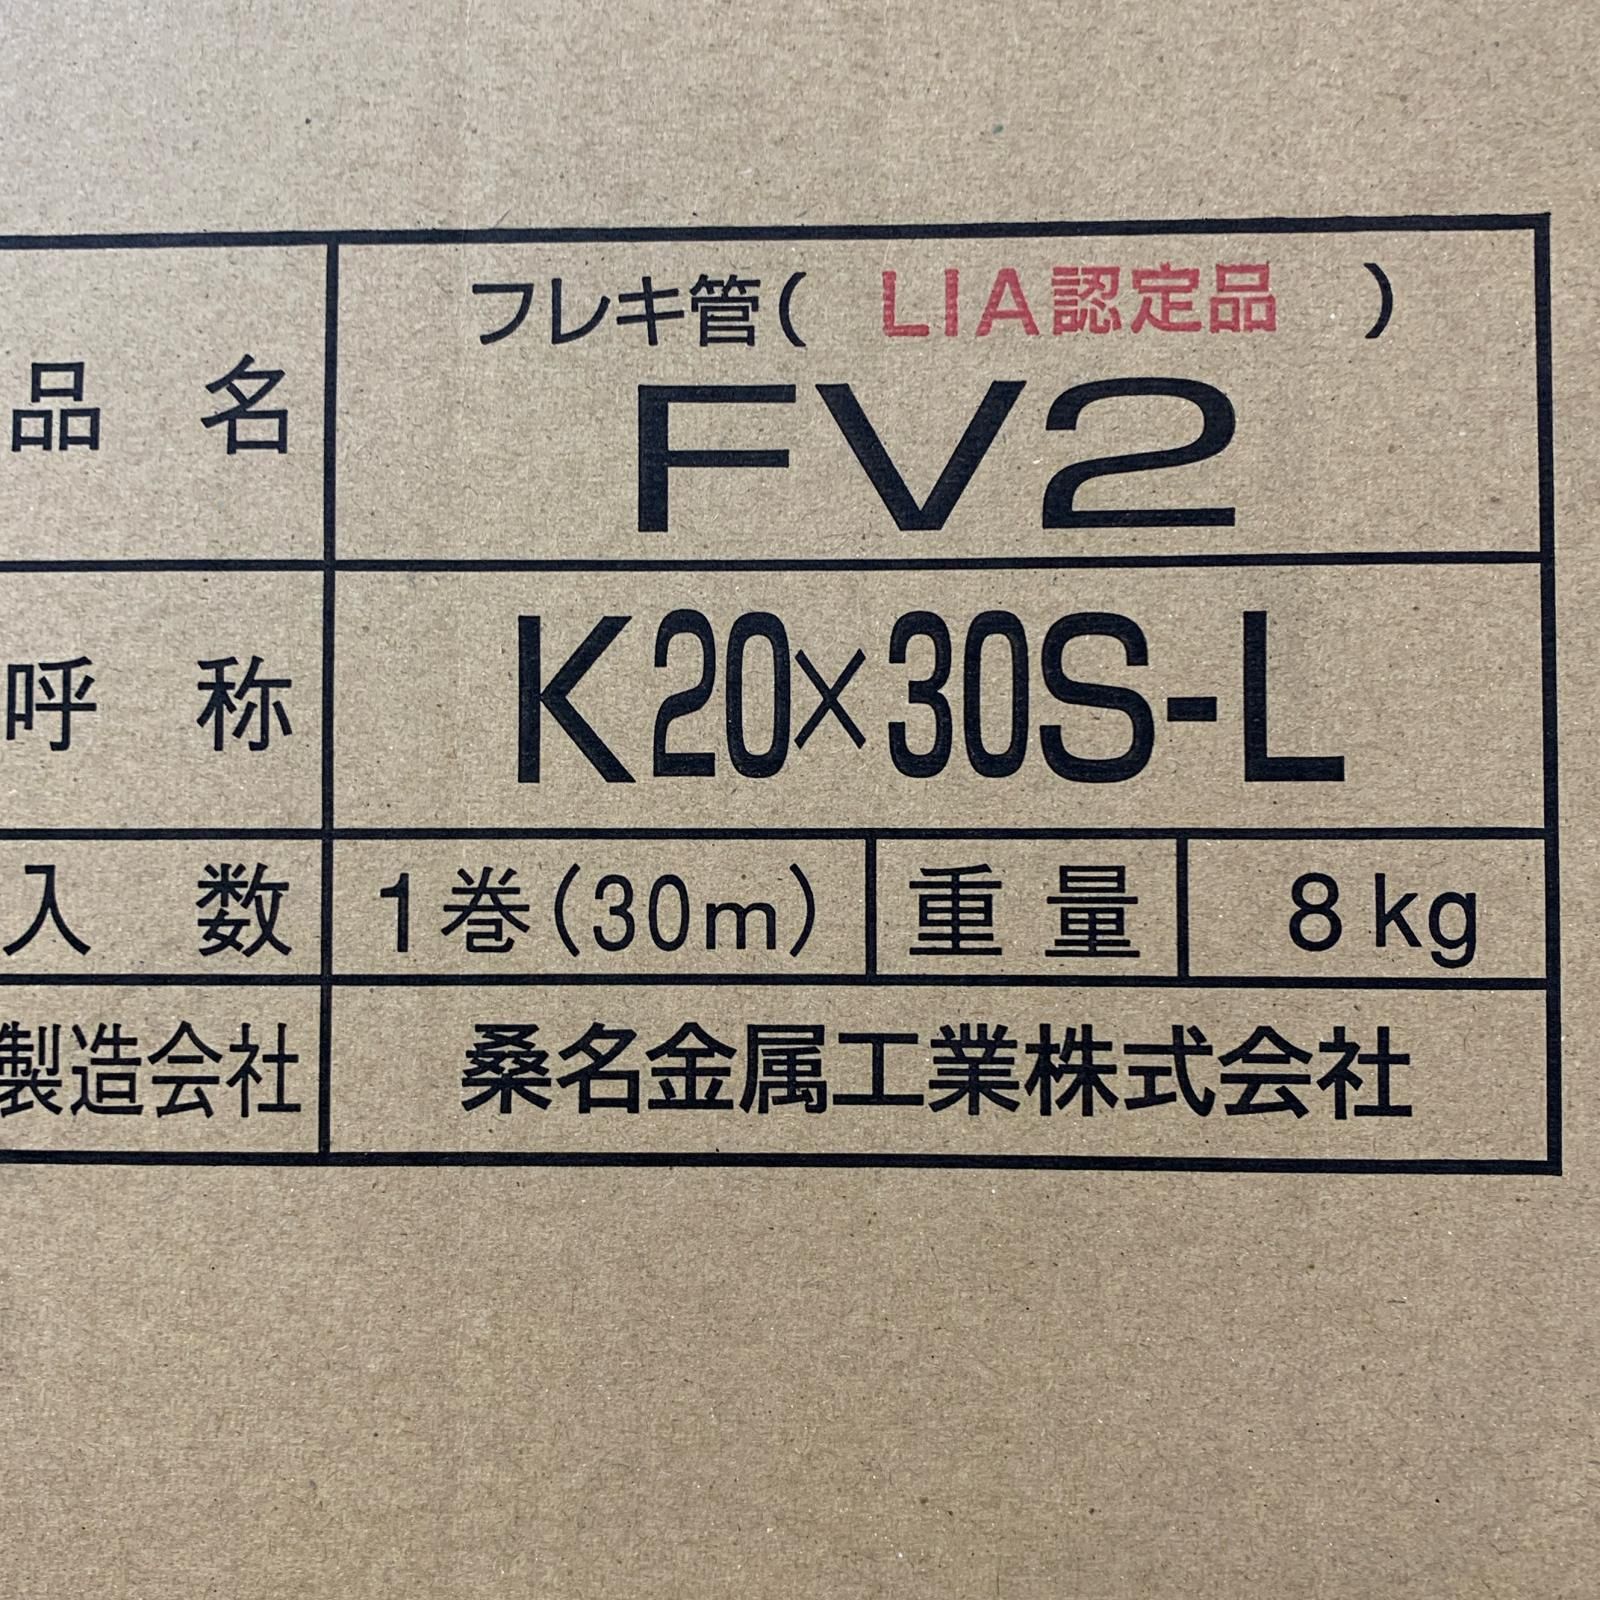 品名 フレキ管( LIA認定品 )
FV2
呼称 K20×30S-L
入数 1巻(30m) 重量 8kg
製造会社 桑名金属工業株式会社